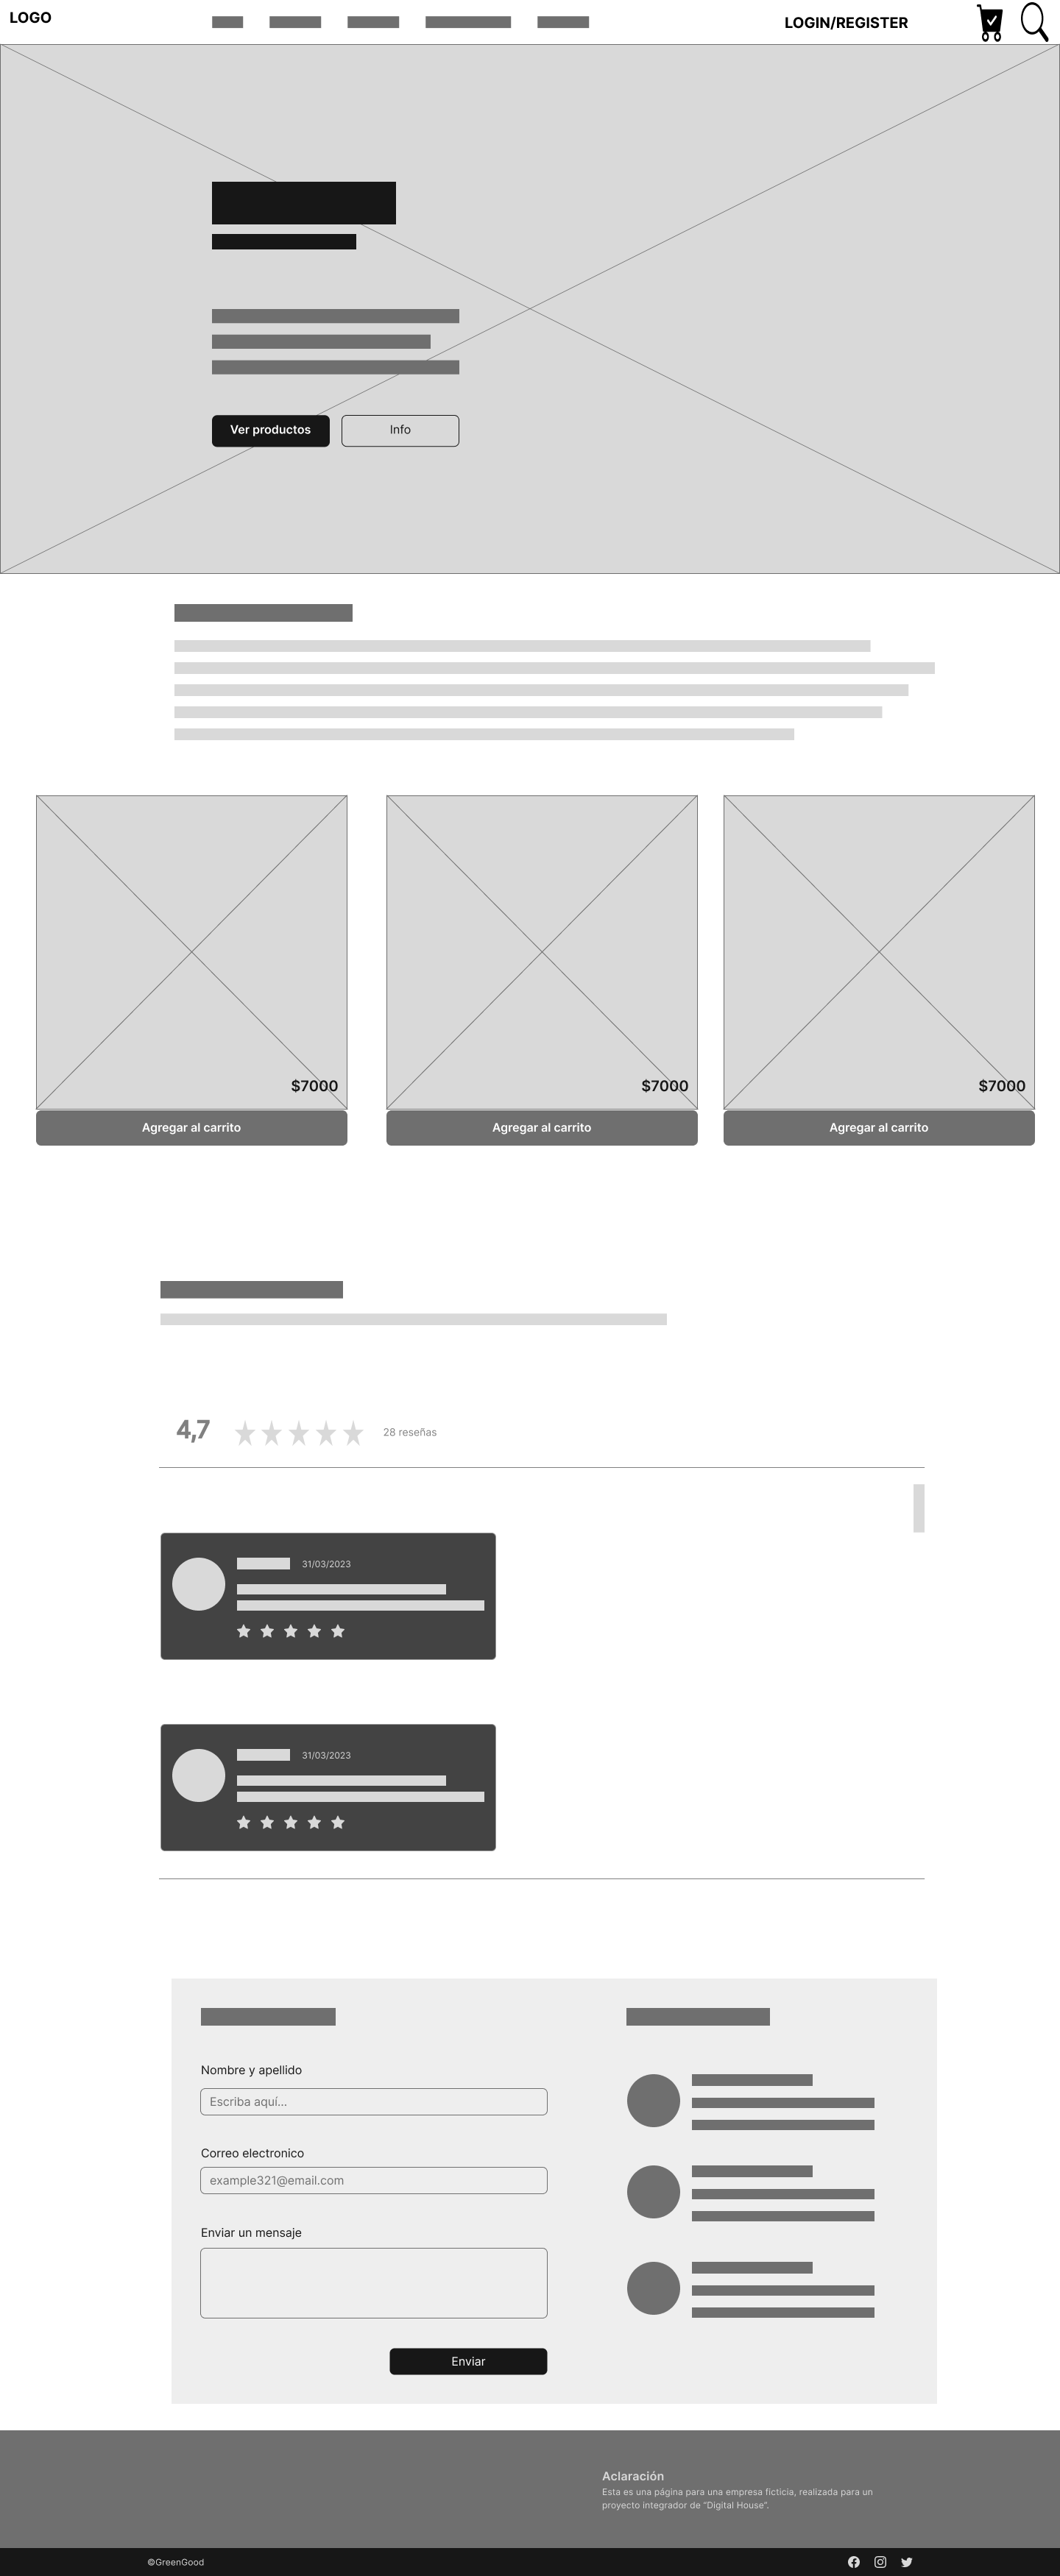 LOGO
LOGIN/REGISTER
Ver productos
Info
$7000
$7000
$7000
Agregar al carrito
Agregar al carrito
Agregar al carrito
4,7
28 reseñas
31/03/2023
31/03/2023
Nombre y apellido
Escriba aquí...
Correo electronico
example321@email.com
Enviar un mensaje
Enviar
Aclaración
Esta es una página para una empresa ficticia, realizada para un
proyecto integrador de "Digital House".
©GreenGood